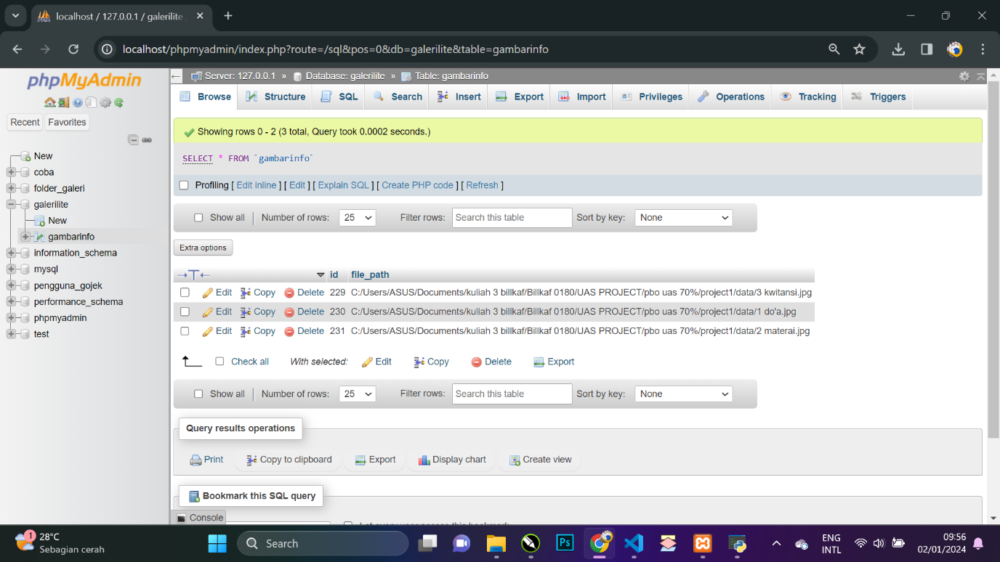 localhost / 127.0.0.1 / galerilite
localhost/phpmyadmin/index.php?route=/sql&pos=0&db=galerilite&table=gambarinfo
phpMyAdmin
Recent Favorites
New
coba
folder_galeri
galerilite
New
gambarinfo
information_schema
mysql
pengguna_gojek
performance_schema
phpmyadmin
test
Server: 127.0.0.1 » Database: galerilite » Table: gambarinfo
Browse Structure SQL Search Insert Export Import Privileges Operations Tracking Triggers
Showing rows 0 - 2 (3 total, Query took 0.0002 seconds.)
SELECT * FROM `gambarinfo`
Profiling [ Edit inline ] [ Edit ] [ Explain SQL ] [ Create PHP code ] [ Refresh ]
Show all Number of rows: 25 Filter rows: Search this table Sort by key: None
Extra options
id file_path
Edit Copy Delete 229 C:/Users/ASUS/Documents/kuliah 3 billkaf/Billkaf 0180/UAS PROJECT/pbo uas 70%/project1/data/3 kwitansi.jpg
Edit Copy Delete 230 C:/Users/ASUS/Documents/kuliah 3 billkaf/Billkaf 0180/UAS PROJECT/pbo uas 70%/project1/data/1 do'a.jpg
Edit Copy Delete 231 C:/Users/ASUS/Documents/kuliah 3 billkaf/Billkaf 0180/UAS PROJECT/pbo uas 70%/project1/data/2 materai.jpg
Check all With selected: Edit Copy Delete Export
Show all Number of rows: 25 Filter rows: Search this table Sort by key: None
Query results operations
Print Copy to clipboard Export Display chart Create view
Bookmark this SQL query
Console
1 28°C
Sebagian cerah
Search
Ps
ENG
INTL
09:56
02/01/2024